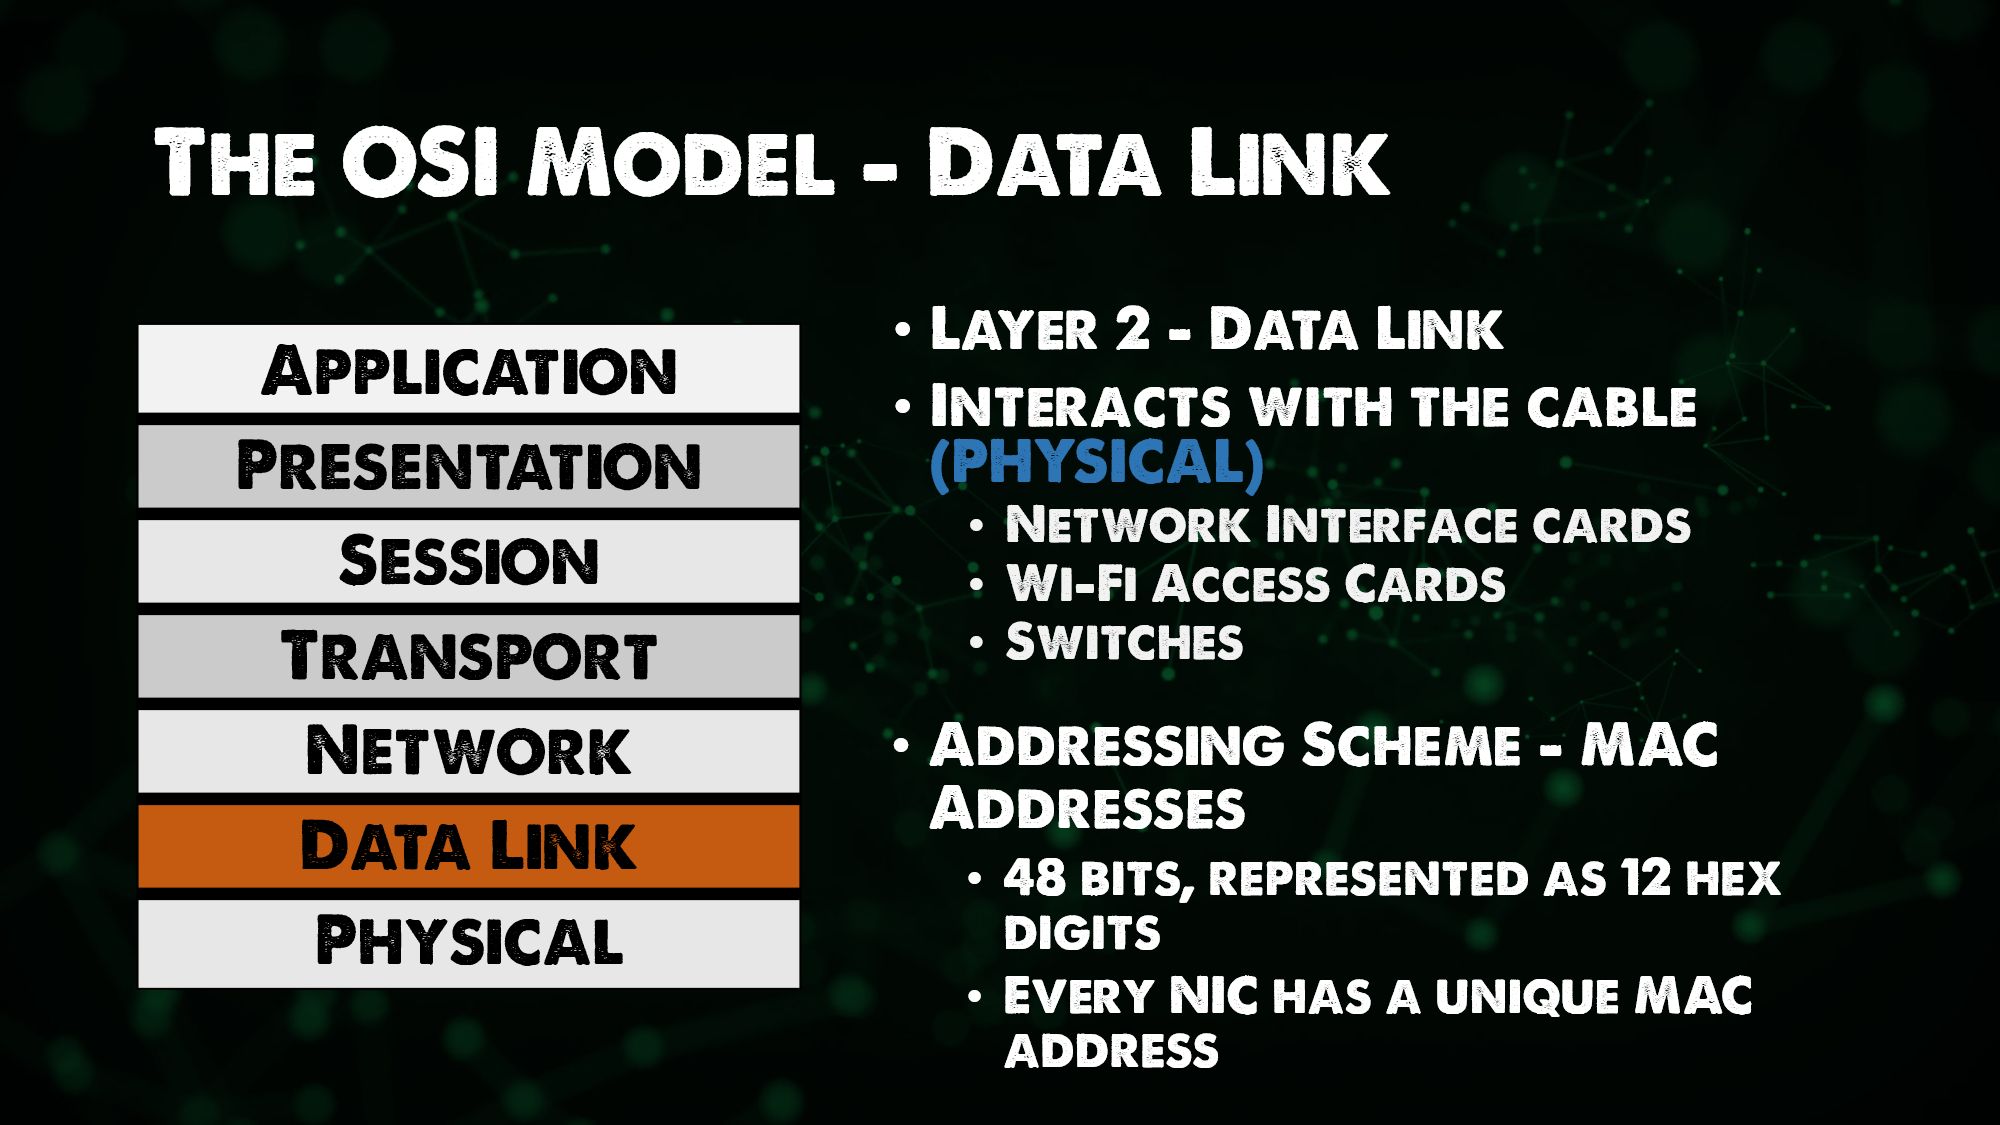 The OSI Model - Data Link
Application
Presentation
Session
Transport
Network
Data Link
Physical
• Layer 2 - Data Link
• Interacts with the cable
(physical)
• Network Interface cards
• Wi-Fi Access Cards
• Switches
• Addressing Scheme - MAC
Addresses
• 48 bits, represented as 12 hex
digits
• Every NIC has a unique MAC
address